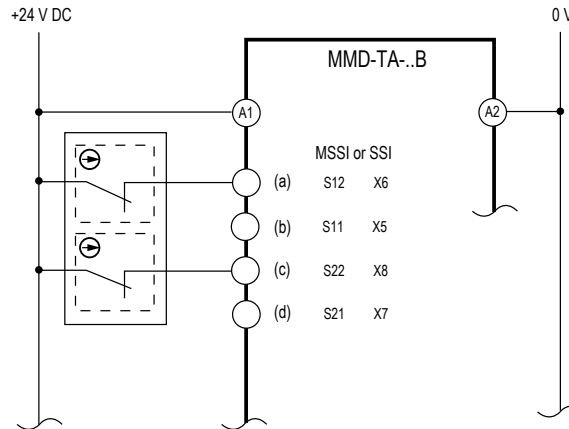 +24 V DC
0 V
MMD-TA-..B
A1
A2
MSSI or SSI
(a) S12 X6
(b) S11 X5
(c) S22 X8
(d) S21 X7